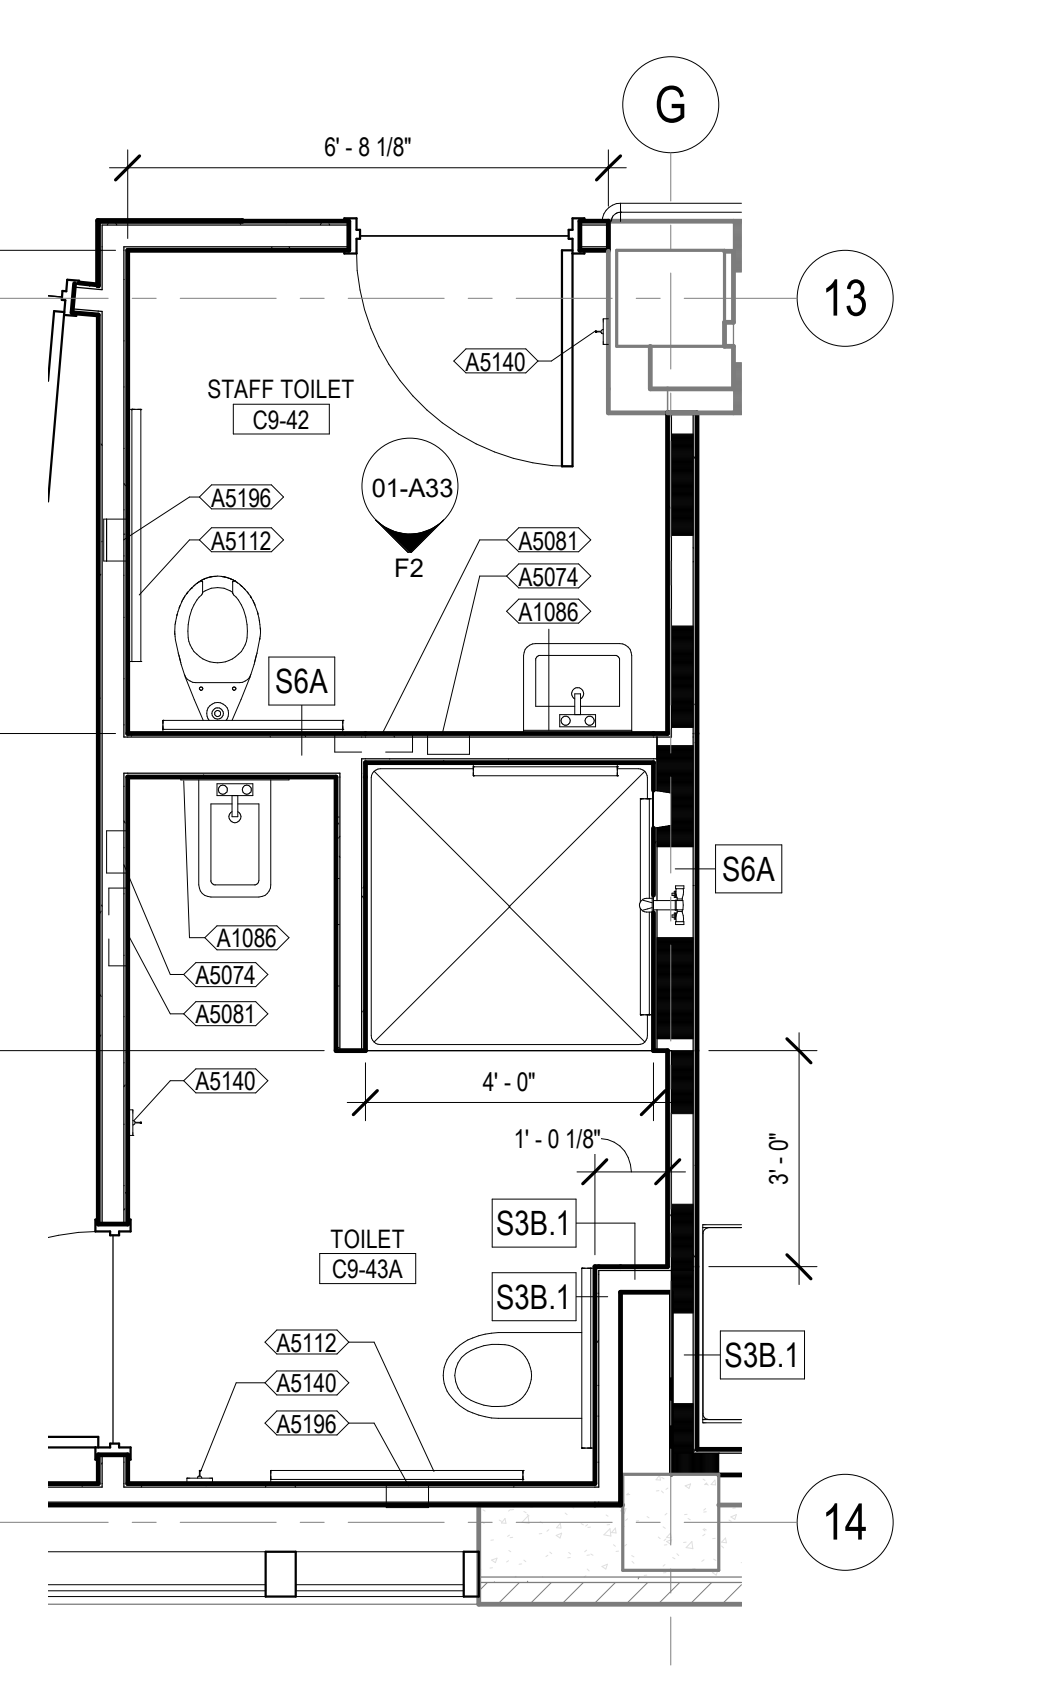 G
6' - 8 1/8"
13
A5140
STAFF TOILET
C9-42
01-A33
F2
A5196
A5112
A5081
A5074
A1086
S6A
S6A
A1086
A5074
A5081
A5140
4' - 0"
1' - 0 1/8"
3' - 0"
S3B.1
TOILET
C9-43A
S3B.1
S3B.1
A5112
A5140
A5196
14